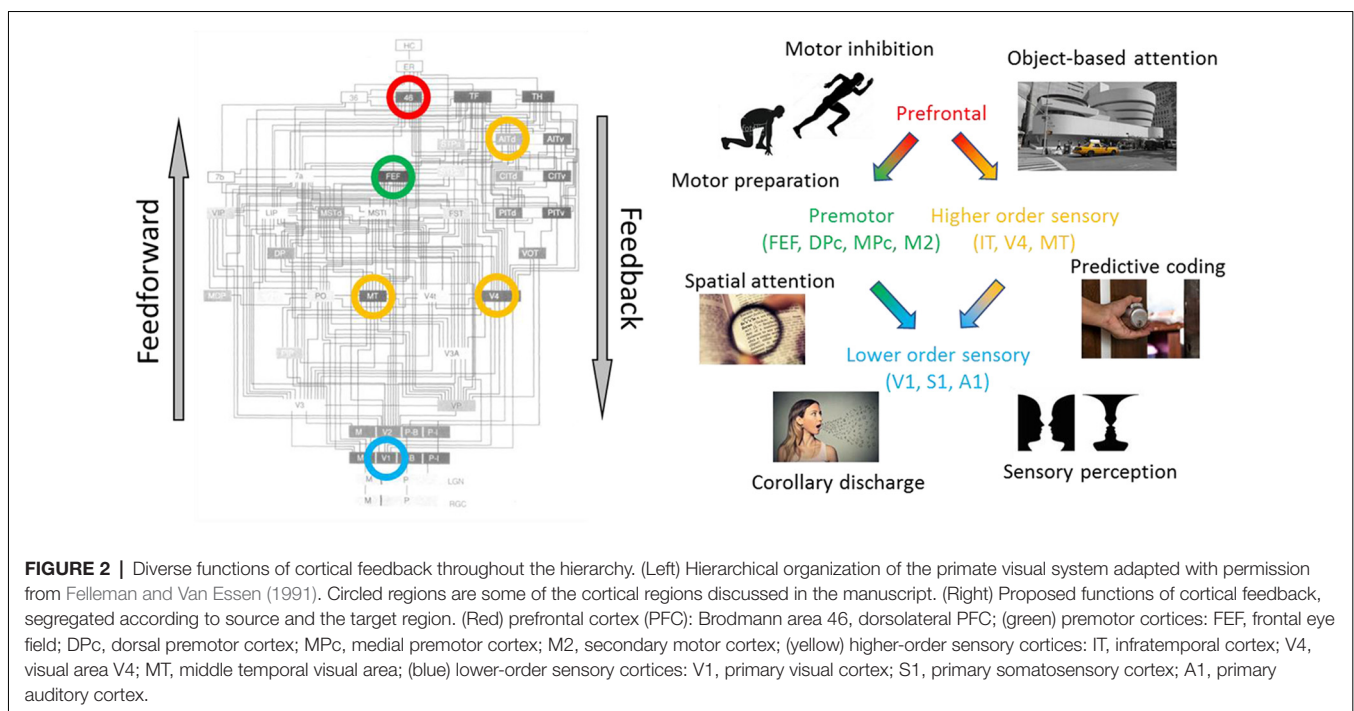 HC
ER
36
46
TF
TH
AITd
AITv
7b
7a
FEF
CITd
CITv
VIP
LIP
MSTd
MSTl
FST
PITd
PITv
DP
VOT
PO
MT
V4t
V4
V3A
V3
VP
M
V2
P-B
P-I
M
V1
P-I
M
P
LGN
M
P
RGC
Feedforward
Feedback
Motor inhibition
Object-based attention
Prefrontal
Motor preparation
Premotor
(FEF, DPc, MPc, M2)
Higher order sensory
(IT, V4, MT)
Spatial attention
Predictive coding
Lower order sensory
(V1, S1, A1)
Corollary discharge
Sensory perception
FIGURE 2 | Diverse functions of cortical feedback throughout the hierarchy. (Left) Hierarchical organization of the primate visual system adapted with permission
from Felleman and Van Essen (1991). Circled regions are some of the cortical regions discussed in the manuscript. (Right) Proposed functions of cortical feedback,
segregated according to source and the target region. (Red) prefrontal cortex (PFC): Brodmann area 46, dorsolateral PFC; (green) premotor cortices: FEF, frontal eye
field; DPc, dorsal premotor cortex; MPc, medial premotor cortex; M2, secondary motor cortex; (yellow) higher-order sensory cortices: IT, infratemporal cortex; V4,
visual area V4; MT, middle temporal visual area; (blue) lower-order sensory cortices: V1, primary visual cortex; S1, primary somatosensory cortex; A1, primary
auditory cortex.